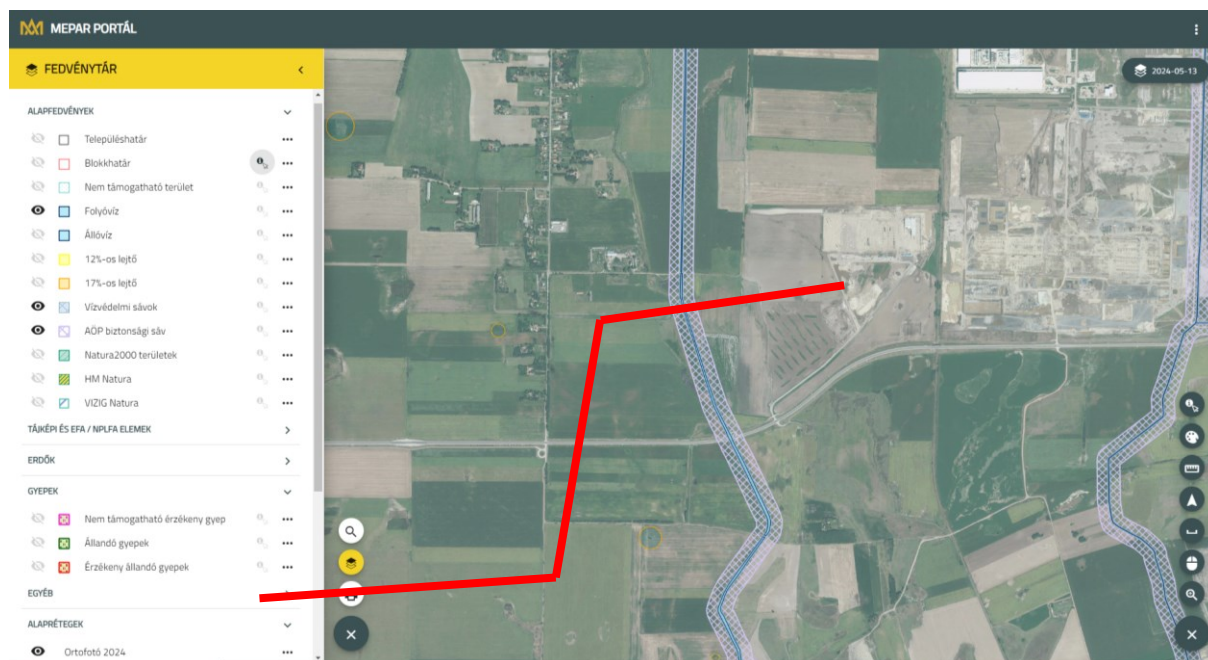 MEPAR PORTÁL
FEDVÉNYTÁR
2024-05-13
ALAPFEDVÉNYEK
Településhatár
Blokkhatár
Nem támogatható terület
Folyóvíz
Állóvíz
12%-os lejtő
17%-os lejtő
Vízvédelmi sávok
AÖP biztonsági sáv
Natura2000 területek
HM Natura
VIZIG Natura
TÁJKÉPI ÉS EFA / NPLFA ELEMEK
ERDŐK
GYEPEK
Nem támogatható érzékeny gyep
Állandó gyepek
Érzékeny állandó gyepek
EGYÉB
ALAPRÉTEGEK
Ortofotó 2024